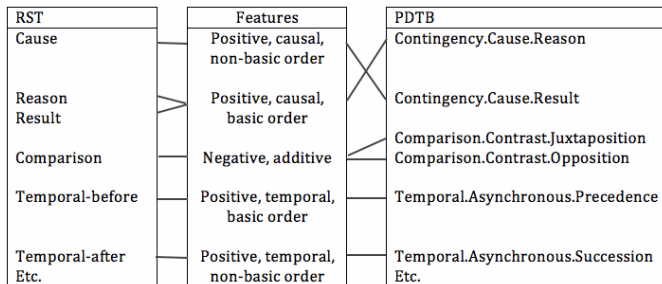 RST
Cause
Reason
Result
Comparison
Temporal-before
Temporal-after
Etc.
Features
Positive, causal,
non-basic order
Positive, causal,
basic order
Negative, additive
Positive, temporal,
basic order
Positive, temporal,
non-basic order
PDTB
Contingency.Cause.Reason
Contingency.Cause.Result
Comparison.Contrast.Juxtaposition
Comparison.Contrast.Opposition
Temporal.Asynchronous.Precedence
Temporal.Asynchronous.Succession
Etc.